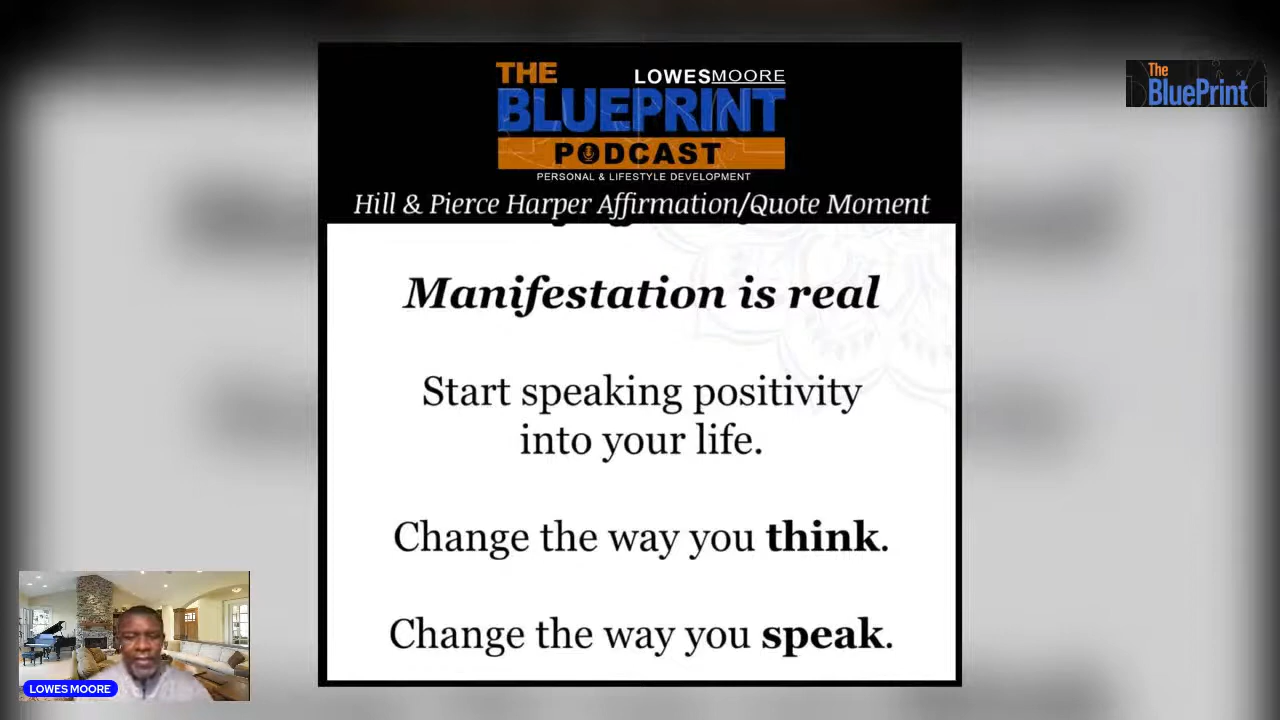 THE
LOWESMOORE
BLUEPRINT
PODCAST
PERSONAL & LIFESTYLE DEVELOPMENT
Hill & Pierce Harper Affirmation/Quote Moment
The
BluePrint
Manifestation is real
Start speaking positivity
into your life.
Change the way you think.
Change the way you speak.
LOWES MOORE